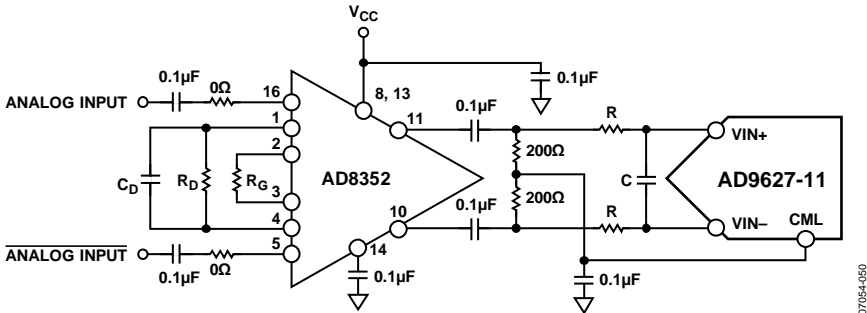 VCC
0.1µF
0Ω
0.1µF
ANALOG INPUT
16
8, 13
0.1µF
1
11
R
VIN+
2
200Ω
CD
RD
RG
AD8352
C
AD9627-11
3
200Ω
0.1µF
R
4
10
VIN–
CML
ANALOG INPUT
5
14
0.1µF
0Ω
0.1µF
0.1µF
07054-050